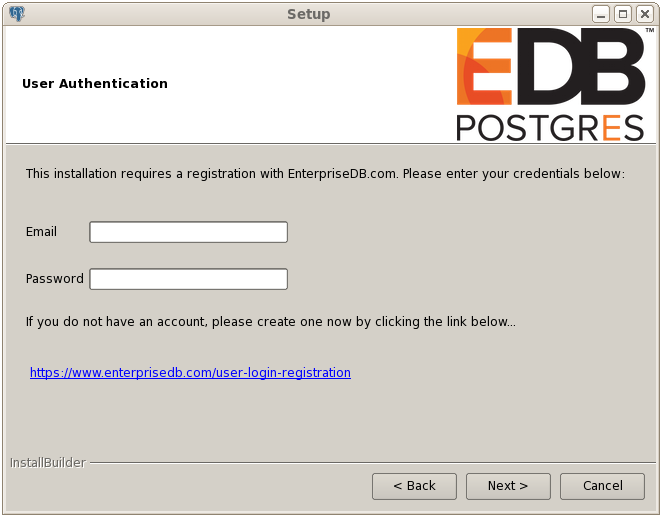 Setup
User Authentication
EDB™
POSTGRES
This installation requires a registration with EnterpriseDB.com. Please enter your credentials below:
Email
Password
If you do not have an account, please create one now by clicking the link below...
https://www.enterprisedb.com/user-login-registration
InstallBuilder
< Back Next > Cancel